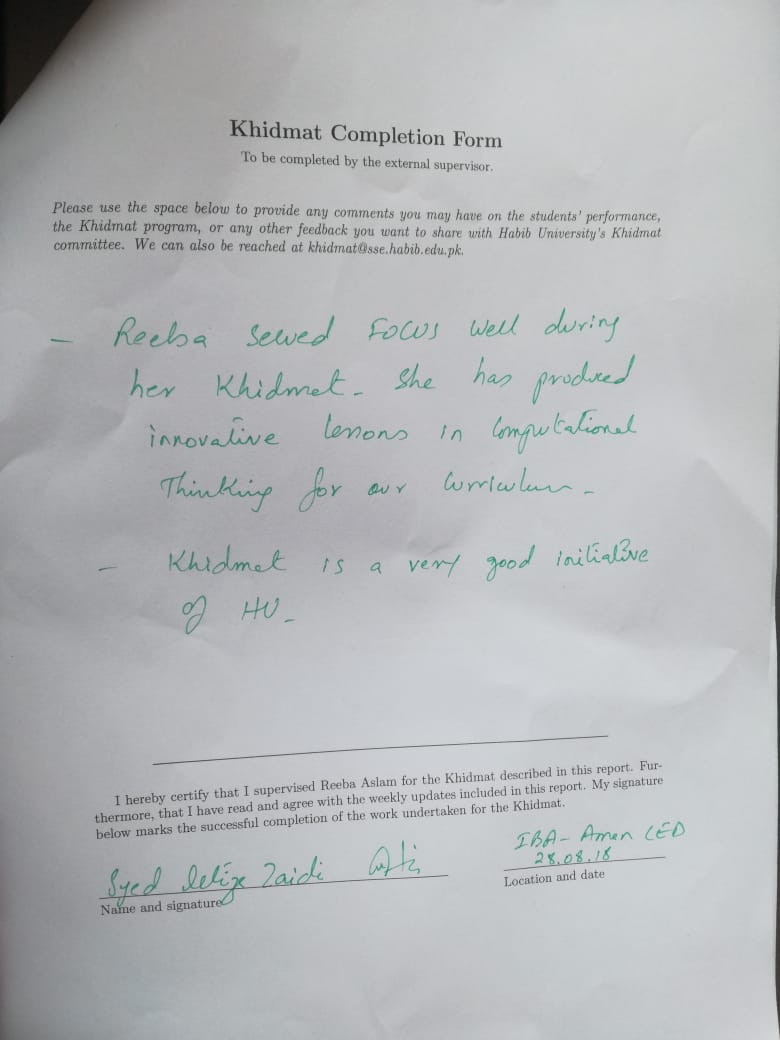 Khidmat Completion Form
To be completed by the external supervisor.
Please use the space below to provide any comments you may have on the students' performance,
the Khidmat program, or any other feedback you want to share with Habib University's Khidmat
committee. We can also be reached at khidmat@sse.habib.edu.pk.
- Reeba served FOCUS well during
her Khidmet. She has produced
innovative lessons in Computational
Thinking for our Curriculum.
- Khidmet is a very good initiative
of HU.
I hereby certify that I supervised Reeba Aslam for the Khidmat described in this report. Fur-
thermore, that I have read and agree with the weekly updates included in this report. My signature
below marks the successful completion of the work undertaken for the Khidmat.
Syed Zaidi
Name and signature
IBA- Aman CED
28.08.18
Location and date